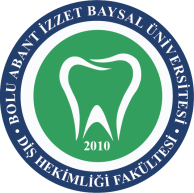 BOLU ABANT İZZET BAYSAL ÜNİVERSİTESİ
DİŞ HEKİMLİĞİ FAKÜLTESİ
2010